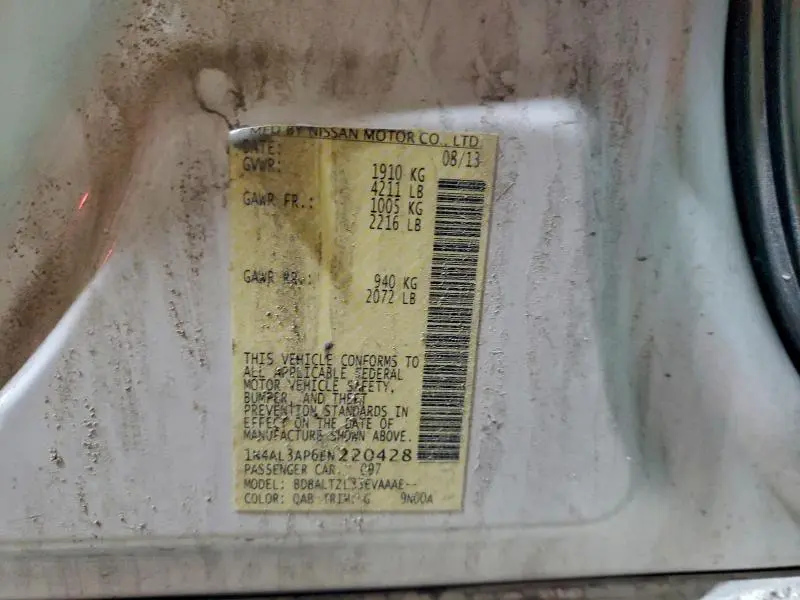 MFD BY NISSAN MOTOR CO., LTD
DATE: 08/13
GVWR: 1910 KG
4211 LB
GAWR FR.: 1005 KG
2216 LB
GAWR RR.: 940 KG
2072 LB
THIS VEHICLE CONFORMS TO
ALL APPLICABLE FEDERAL
MOTOR VEHICLE SAFETY,
BUMPER, AND THEFT
PREVENTION STANDARDS IN
EFFECT ON THE DATE OF
MANUFACTURE SHOWN ABOVE.
1N4AL3AP6EN220428
PASSENGER CAR
MODEL:
COLOR: QAB TRIM: G 9N00A